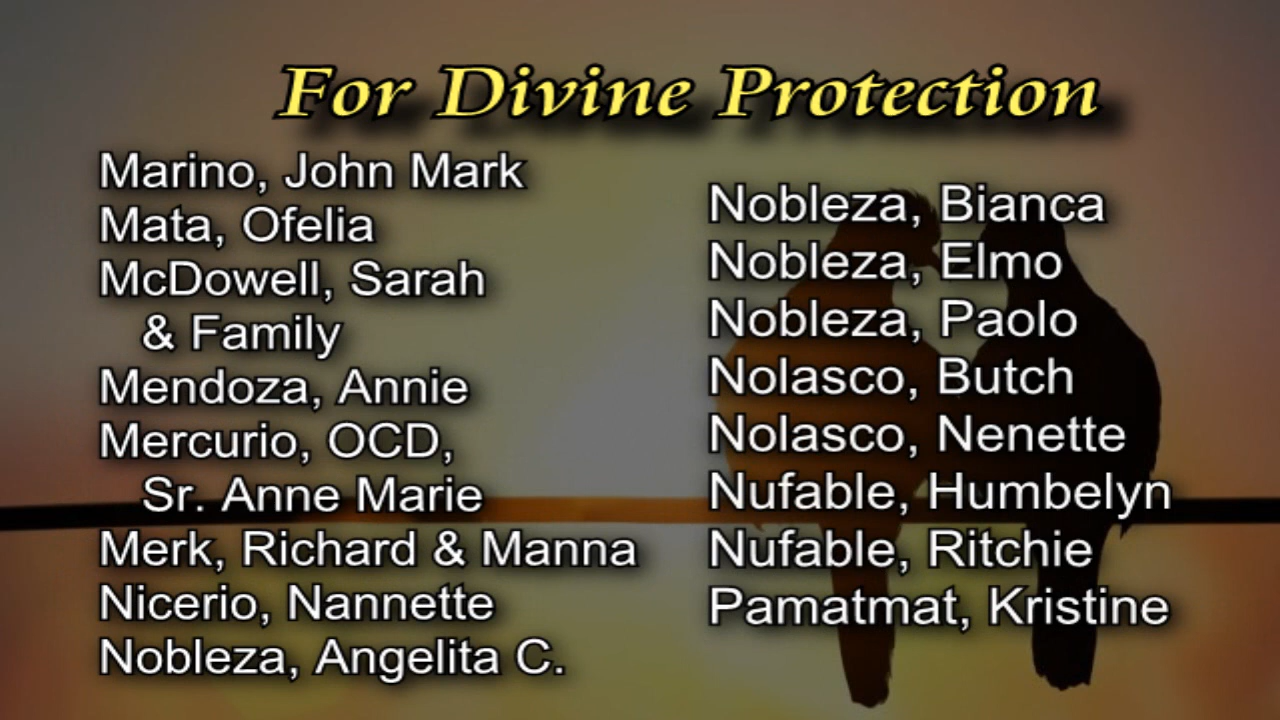 For Divine Protection
Marino, John Mark
Mata, Ofelia
McDowell, Sarah
& Family
Mendoza, Annie
Mercurio, OCD,
Sr. Anne Marie
Merk, Richard & Manna
Nicerio, Nannette
Nobleza, Angelita C.
Nobleza, Bianca
Nobleza, Elmo
Nobleza, Paolo
Nolasco, Butch
Nolasco, Nenette
Nufable, Humbelyn
Nufable, Ritchie
Pamatmat, Kristine